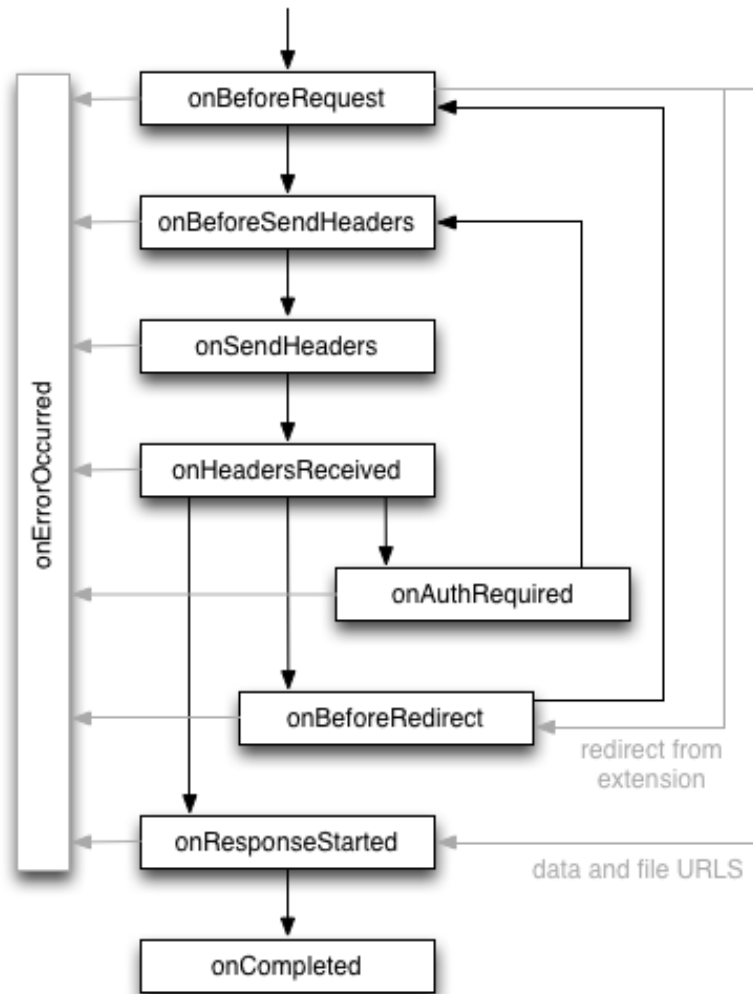 onBeforeRequest
onBeforeSendHeaders
onSendHeaders
onErrorOccurred
onHeadersReceived
onAuthRequired
onBeforeRedirect
redirect from
extension
onResponseStarted
data and file URLS
onCompleted